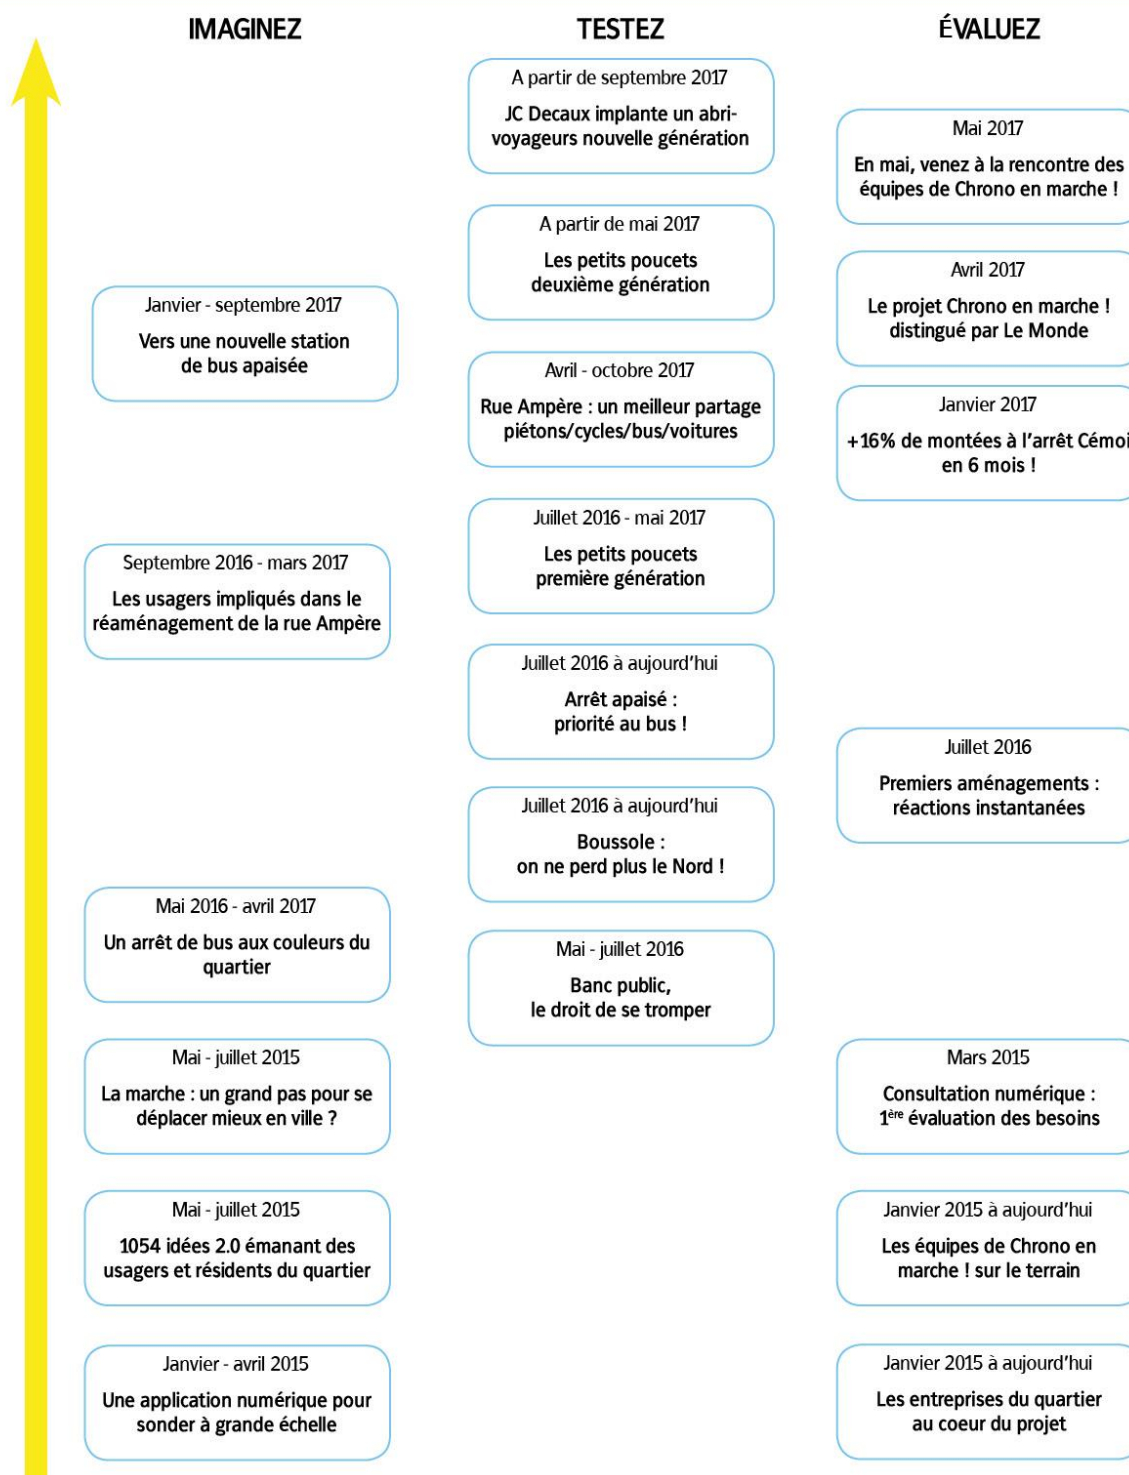 IMAGINEZ
TESTEZ
ÉVALUEZ
Janvier - septembre 2017
Vers une nouvelle station
de bus apaisée
Septembre 2016 - mars 2017
Les usagers impliqués dans le
réaménagement de la rue Ampère
Mai 2016 - avril 2017
Un arrêt de bus aux couleurs du
quartier
Mai - juillet 2015
La marche : un grand pas pour se
déplacer mieux en ville ?
Mai - juillet 2015
1054 idées 2.0 émanant des
usagers et résidents du quartier
Janvier - avril 2015
Une application numérique pour
sonder à grande échelle
A partir de septembre 2017
JC Decaux implante un abri-
voyageurs nouvelle génération
A partir de mai 2017
Les petits poucets
deuxième génération
Avril - octobre 2017
Rue Ampère : un meilleur partage
piétons/cycles/bus/voitures
Juillet 2016 - mai 2017
Les petits poucets
première génération
Juillet 2016 à aujourd'hui
Arrêt apaisé :
priorité au bus !
Juillet 2016 à aujourd'hui
Boussole :
on ne perd plus le Nord !
Mai - juillet 2016
Banc public,
le droit de se tromper
Mai 2017
En mai, venez à la rencontre des
équipes de Chrono en marche !
Avril 2017
Le projet Chrono en marche !
distingué par Le Monde
Janvier 2017
+16% de montées à l'arrêt Cémoi
en 6 mois !
Juillet 2016
Premiers aménagements :
réactions instantanées
Mars 2015
Consultation numérique :
1ère évaluation des besoins
Janvier 2015 à aujourd'hui
Les équipes de Chrono en
marche ! sur le terrain
Janvier 2015 à aujourd'hui
Les entreprises du quartier
au coeur du projet